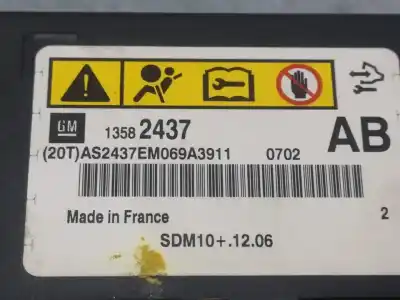 GM 1358 2437 AB
(20T)AS2437EM069A3911 0702
Made in France 2
SDM10+.12.06